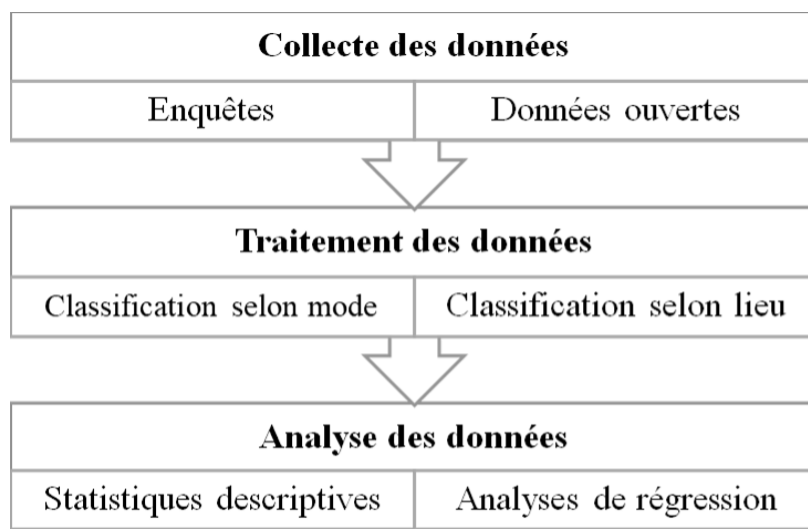 Collecte des données
Enquêtes
Données ouvertes
Traitement des données
Classification selon mode
Classification selon lieu
Analyse des données
Statistiques descriptives
Analyses de régression